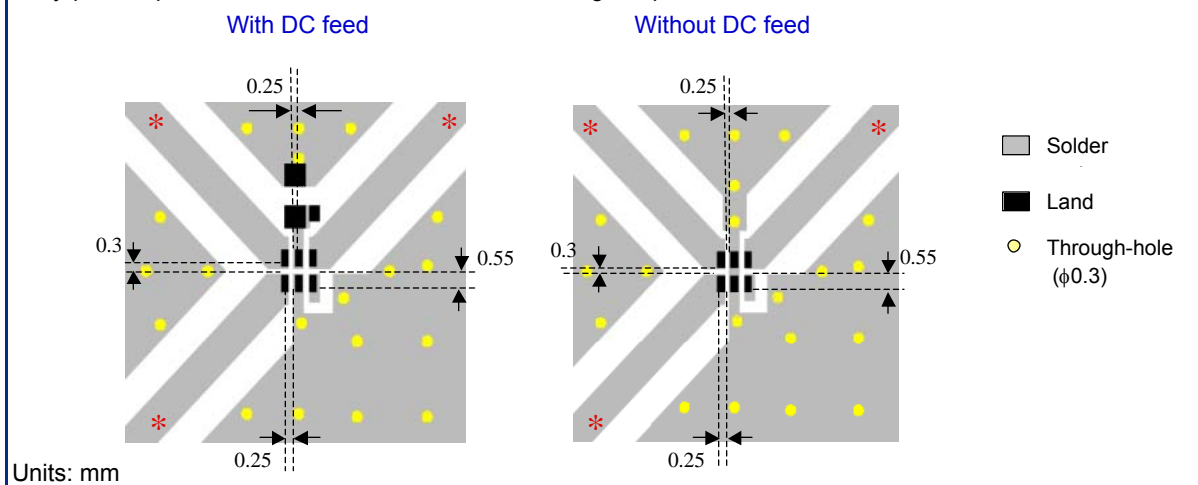 With DC feed
Without DC feed
0.25
0.25
* *
* *
Solder
Land
0.3
0.55
0.3
0.55
Through-hole
(ϕ0.3)
*
*
0.25
0.25
Units: mm